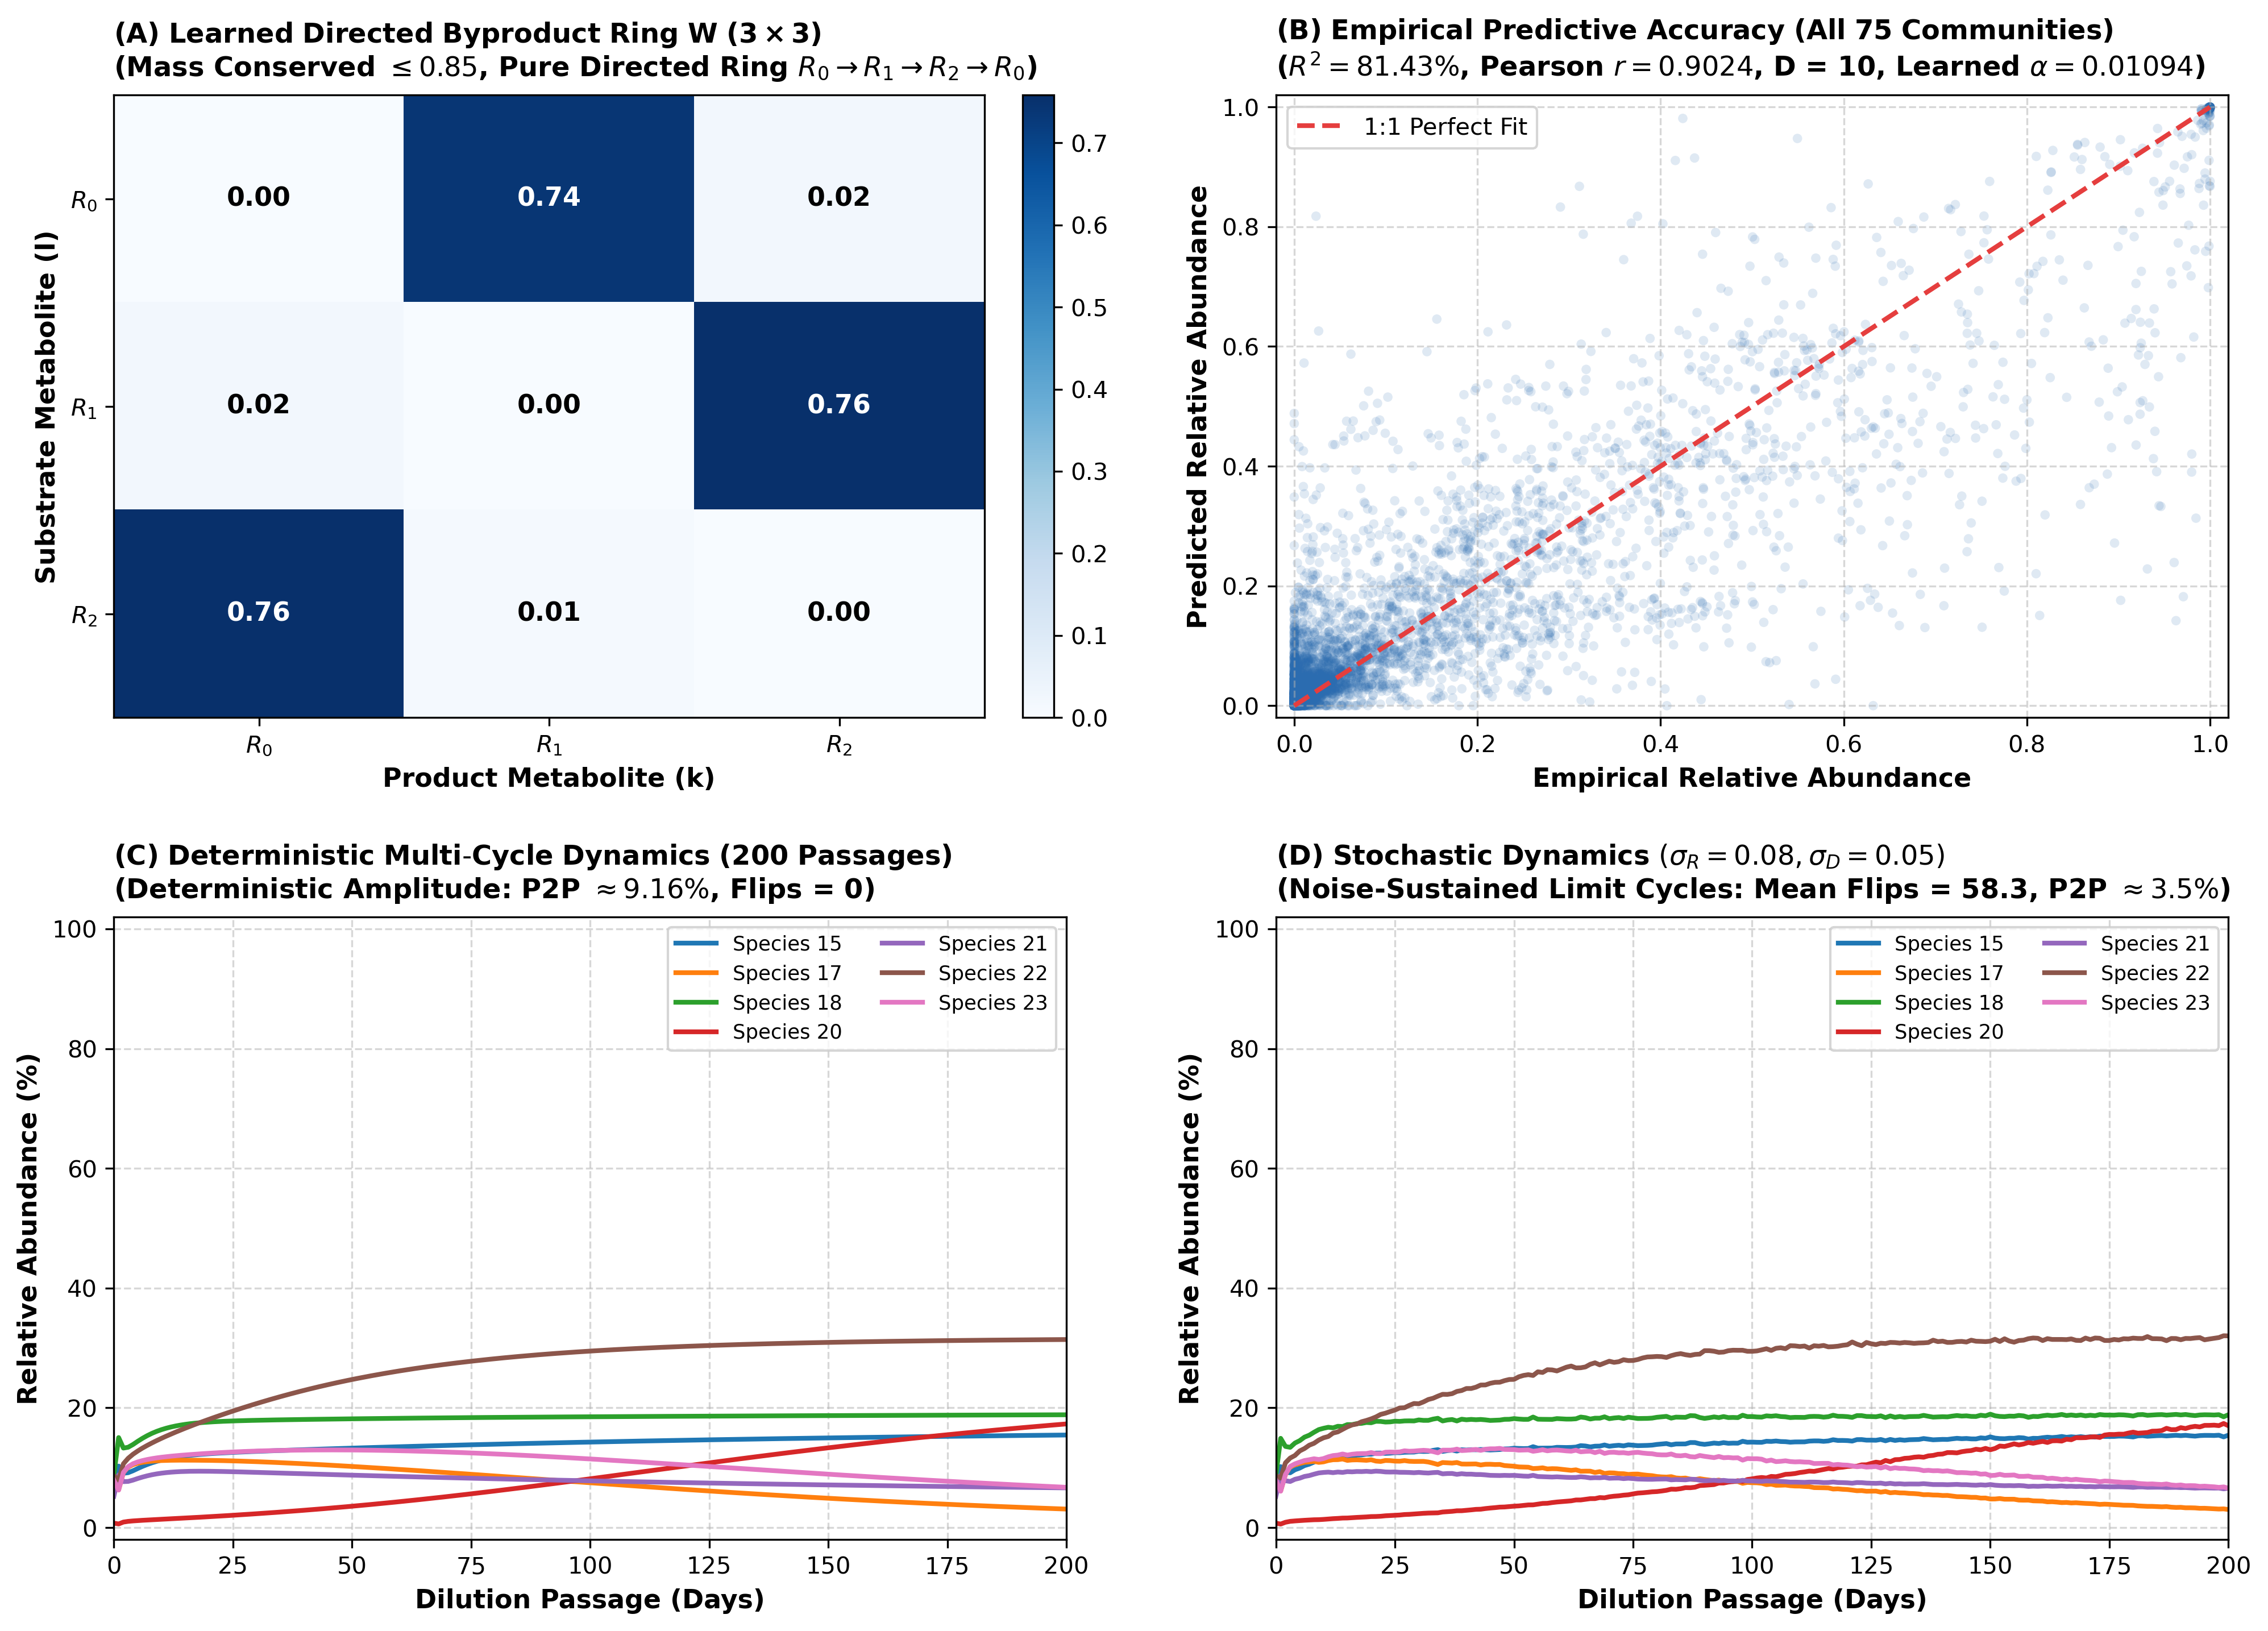 (A) Learned Directed Byproduct Ring W (3 × 3)
(Mass Conserved ≤ 0.85, Pure Directed Ring R₀ → R₁ → R₂ → R₀)
Substrate Metabolite (l)
R₀
R₁
R₂
0.00 0.74 0.02
0.02 0.00 0.76
0.76 0.01 0.00
R₀ R₁ R₂
Product Metabolite (k)
0.7
0.6
0.5
0.4
0.3
0.2
0.1
0.0
(B) Empirical Predictive Accuracy (All 75 Communities)
(R² = 81.43%, Pearson r = 0.9024, D = 10, Learned α = 0.01094)
1:1 Perfect Fit
Predicted Relative Abundance
1.0
0.8
0.6
0.4
0.2
0.0
0.0 0.2 0.4 0.6 0.8 1.0
Empirical Relative Abundance
(C) Deterministic Multi-Cycle Dynamics (200 Passages)
(Deterministic Amplitude: P2P ≈ 9.16%, Flips = 0)
Species 15
Species 17
Species 18
Species 20
Species 21
Species 22
Species 23
Relative Abundance (%)
100
80
60
40
20
0
0 25 50 75 100 125 150 175 200
Dilution Passage (Days)
(D) Stochastic Dynamics (σ_R = 0.08, σ_D = 0.05)
(Noise-Sustained Limit Cycles: Mean Flips = 58.3, P2P ≈ 3.5%)
Species 15
Species 17
Species 18
Species 20
Species 21
Species 22
Species 23
Relative Abundance (%)
100
80
60
40
20
0
0 25 50 75 100 125 150 175 200
Dilution Passage (Days)